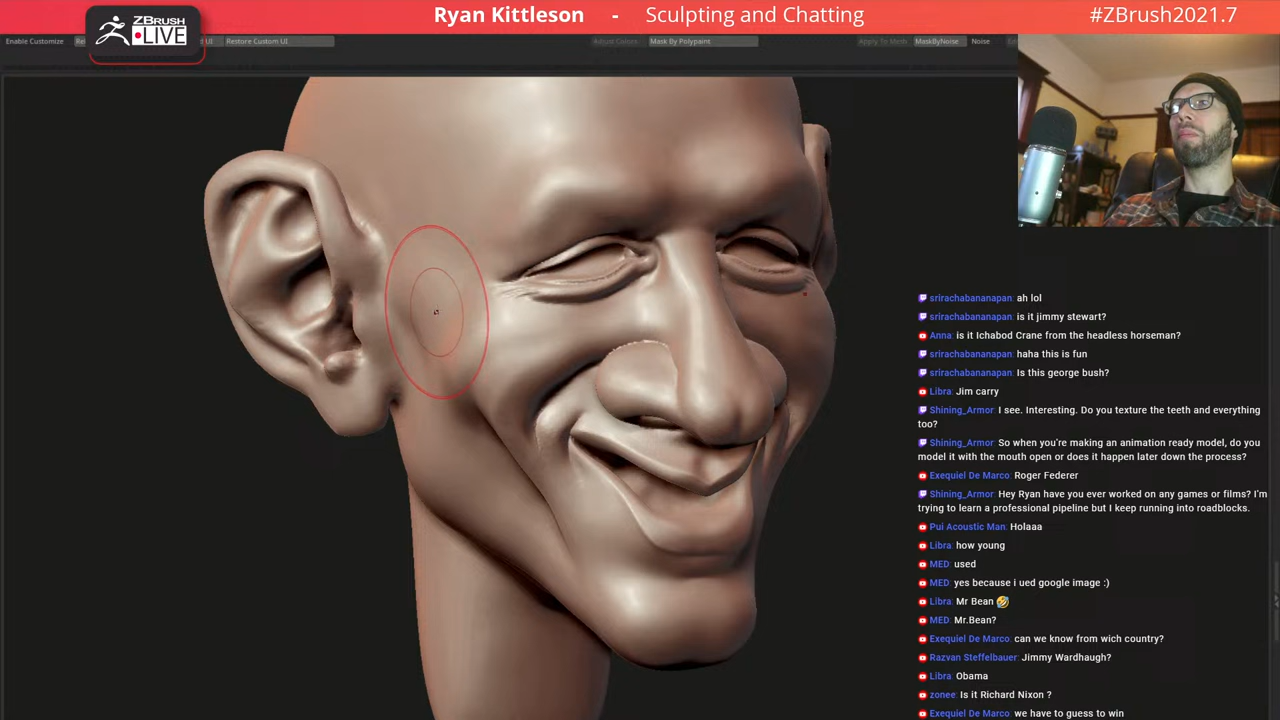 Ryan Kittleson - Sculpting and Chatting #ZBrush2021.7
ZBRUSH
LIVE
Enable Customize Restore Custom UI Adjust Colors Mask By Polypaint MaskByNoise Noise
srirachabananapan: ah lol
srirachabananapan: is it jimmy stewart?
Anna: is it Ichabod Crane from the headless horseman?
srirachabananapan: haha this is fun
srirachabananapan: Is this george bush?
Libra: Jim carry
Shining_Armor: I see. Interesting. Do you texture the teeth and everything
too?
Shining_Armor: So when you're making an animation ready model, do you
model it with the mouth open or does it happen later down the process?
Exequiel De Marco: Roger Federer
Shining_Armor: Hey Ryan have you ever worked on any games or films? I'm
trying to learn a professional pipeline but I keep running into roadblocks.
Pui Acoustic Man: Holaaa
Libra: how young
MED: used
MED: yes because i ued google image :)
Libra: Mr Bean 🤣
MED: Mr.Bean?
Exequiel De Marco: can we know from wich country?
Razvan Steffelbauer: Jimmy Wardhaugh?
Libra: Obama
zonee: Is it Richard Nixon ?
Exequiel De Marco: we have to guess to win